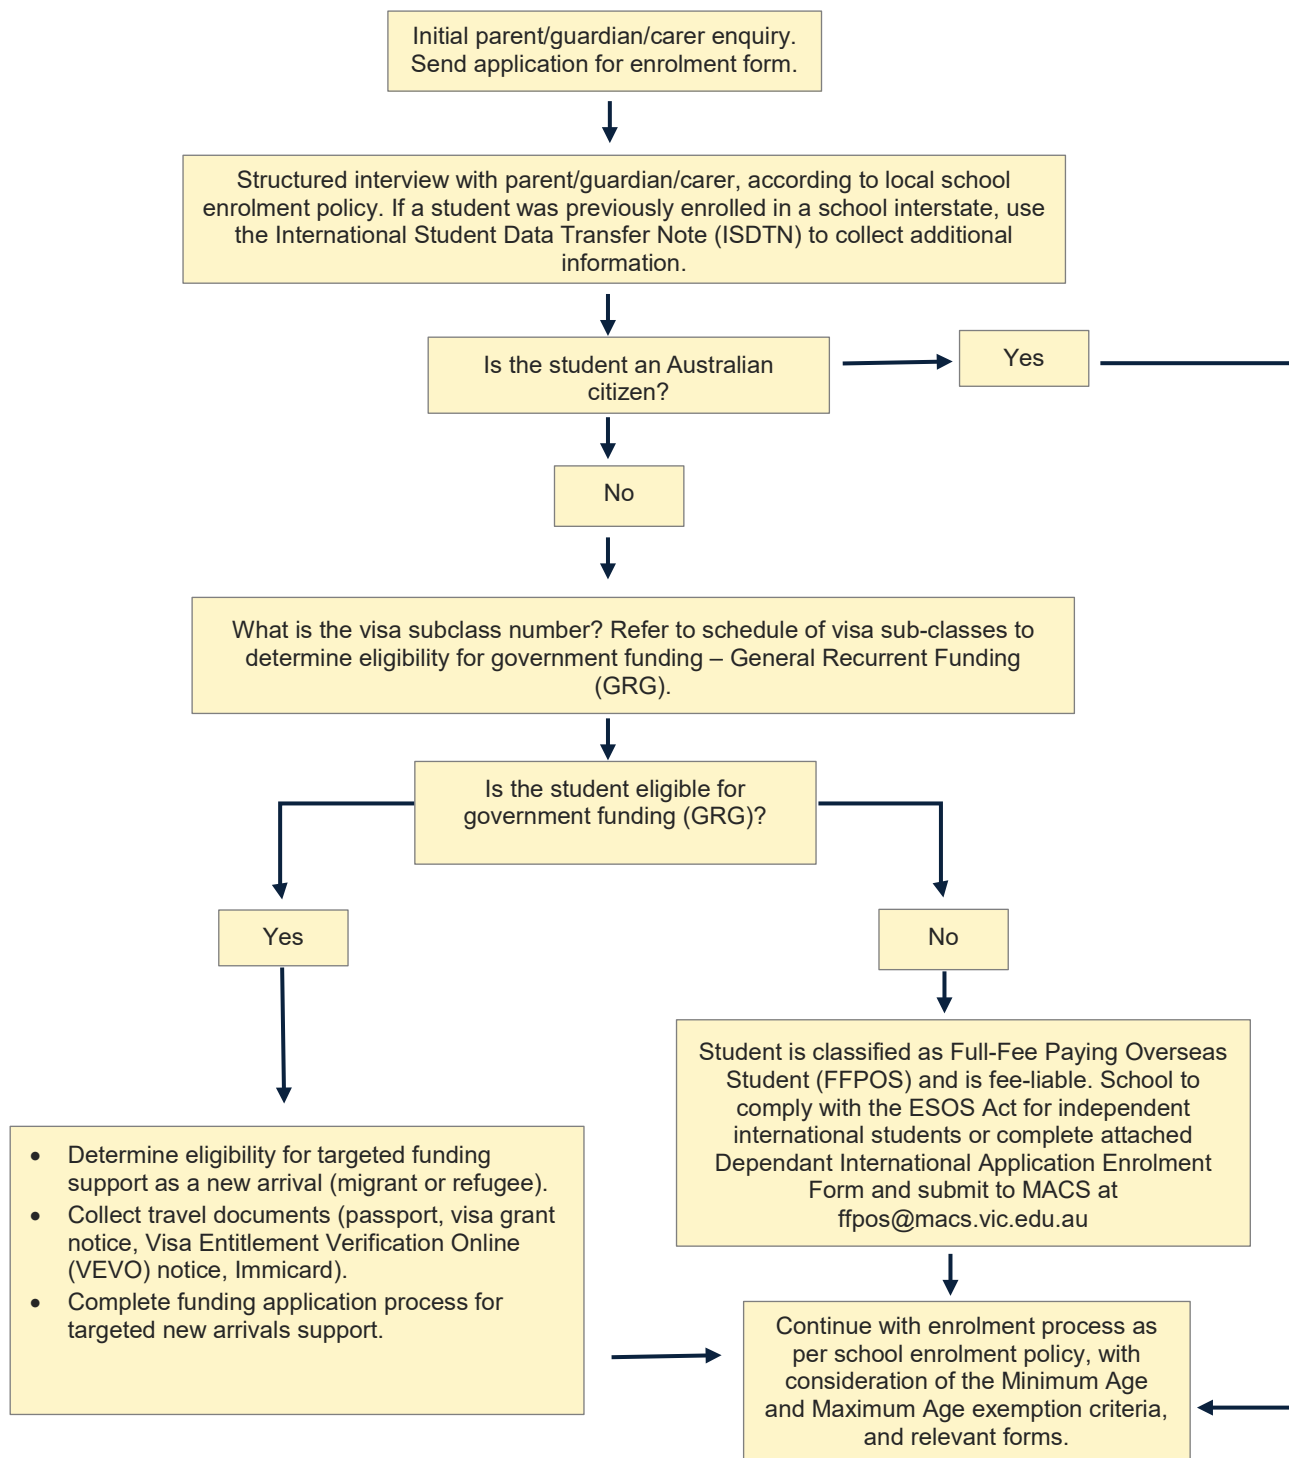 Initial parent/guardian/carer enquiry.
Send application for enrolment form.
Structured interview with parent/guardian/carer, according to local school
enrolment policy. If a student was previously enrolled in a school interstate, use
the International Student Data Transfer Note (ISDTN) to collect additional
information.
Is the student an Australian
citizen?
Yes
No
What is the visa subclass number? Refer to schedule of visa sub-classes to
determine eligibility for government funding – General Recurrent Funding
(GRG).
Is the student eligible for
government funding (GRG)?
Yes
No
Student is classified as Full-Fee Paying Overseas
Student (FFPOS) and is fee-liable. School to
comply with the ESOS Act for independent
international students or complete attached
Dependant International Application Enrolment
Form and submit to MACS at
ffpos@macs.vic.edu.au
• Determine eligibility for targeted funding
support as a new arrival (migrant or refugee).
• Collect travel documents (passport, visa grant
notice, Visa Entitlement Verification Online
(VEVO) notice, Immicard).
• Complete funding application process for
targeted new arrivals support.
Continue with enrolment process as
per school enrolment policy, with
consideration of the Minimum Age
and Maximum Age exemption criteria,
and relevant forms.